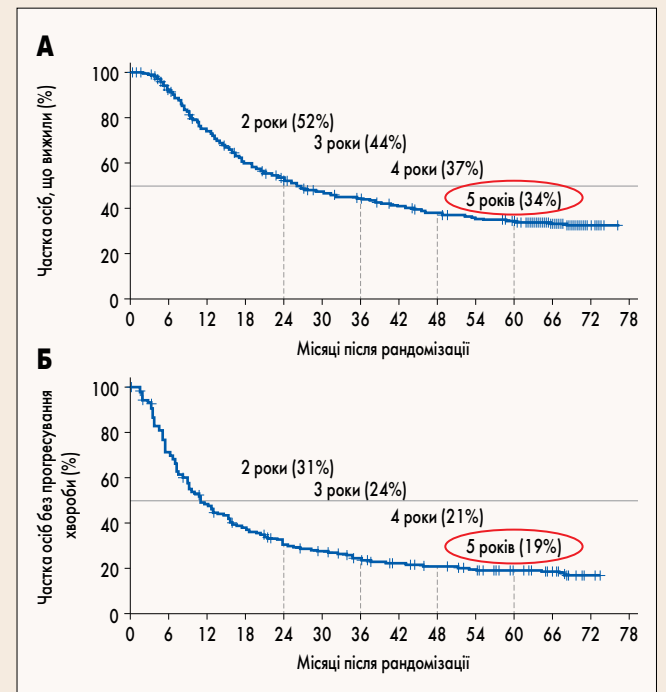 А
Частка осіб, що вижили (%)
100
80
60
40
20
0
2 роки (52%)
3 роки (44%)
4 роки (37%)
5 років (34%)
0 6 12 18 24 30 36 42 48 54 60 66 72 78
Місяці після рандомізації
Б
Частка осіб без прогресування
хвороби (%)
100
80
60
40
20
0
2 роки (31%)
3 роки (24%)
4 роки (21%)
5 років (19%)
0 6 12 18 24 30 36 42 48 54 60 66 72 78
Місяці після рандомізації